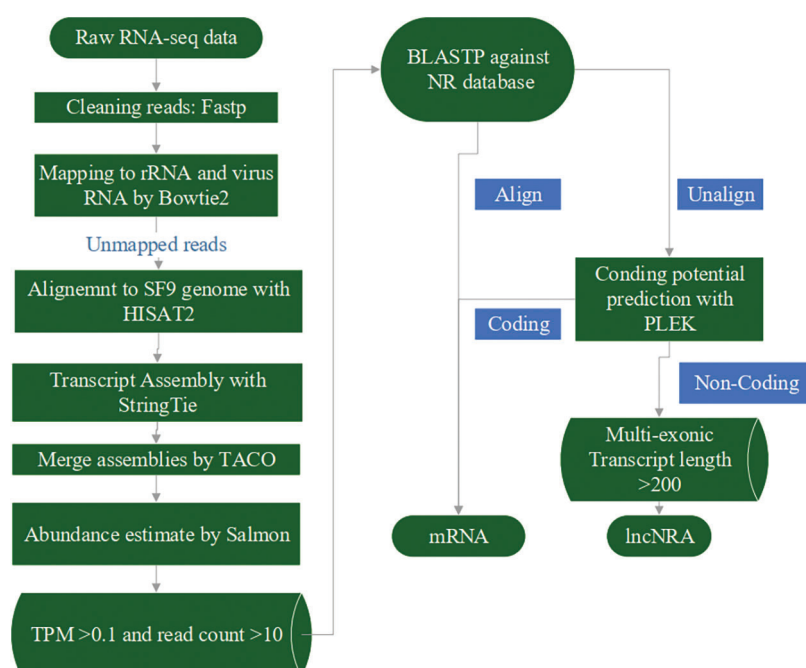 Raw RNA-seq data
Cleaning reads: Fastp
Mapping to rRNA and virus
RNA by Bowtie2
Unmapped reads
Alignemnt to SF9 genome with
HISAT2
Transcript Assembly with
StringTie
Merge assemblies by TACO
Abundance estimate by Salmon
TPM >0.1 and read count >10
BLASTP against
NR database
Align
Unalign
Conding potential
prediction with
PLEK
Coding
Non-Coding
Multi-exonic
Transcript length
>200
mRNA
lncNRA